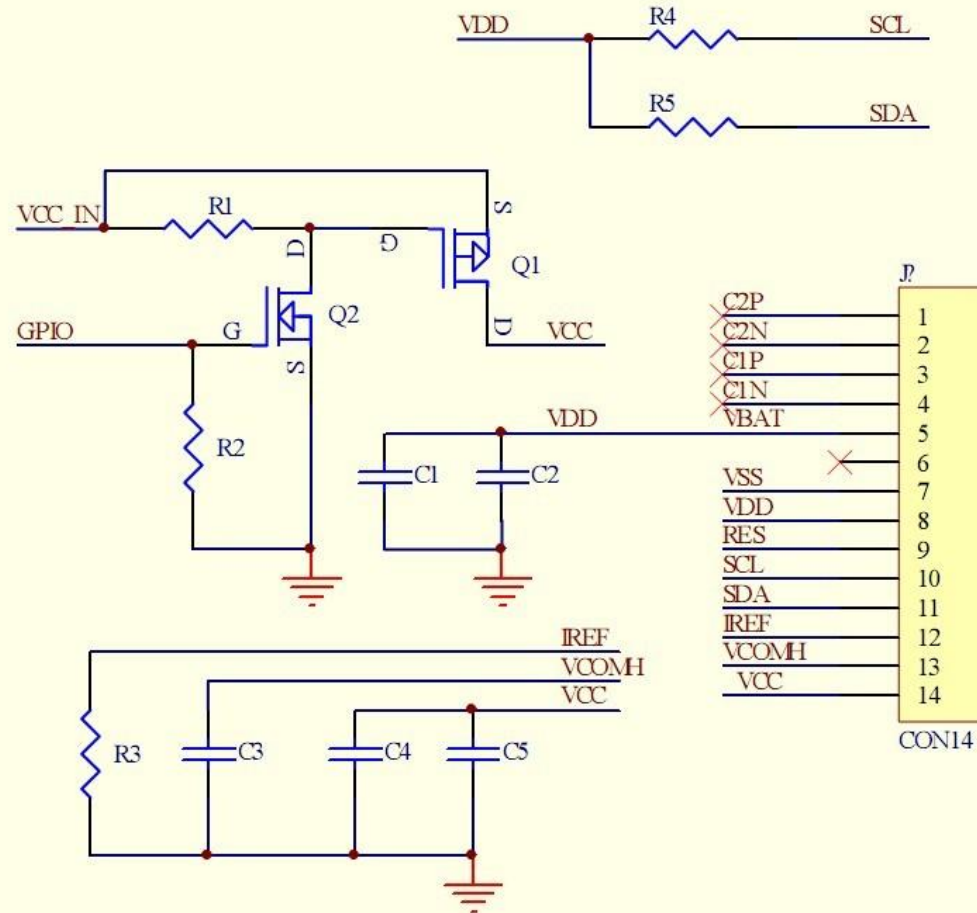 VDD
R4
SCL
R5
SDA
VCC_IN
R1
D
G
S
Q1
D
VCC
GPIO
G
Q2
S
R2
VDD
C1
C2
J?
C2P
1
C2N
2
C1P
3
C1N
4
VBAT
5
6
VSS
7
VDD
8
RES
9
SCL
10
SDA
11
IREF
12
VCOMH
13
VCC
14
CON14
IREF
VCOMH
VCC
R3
C3
C4
C5